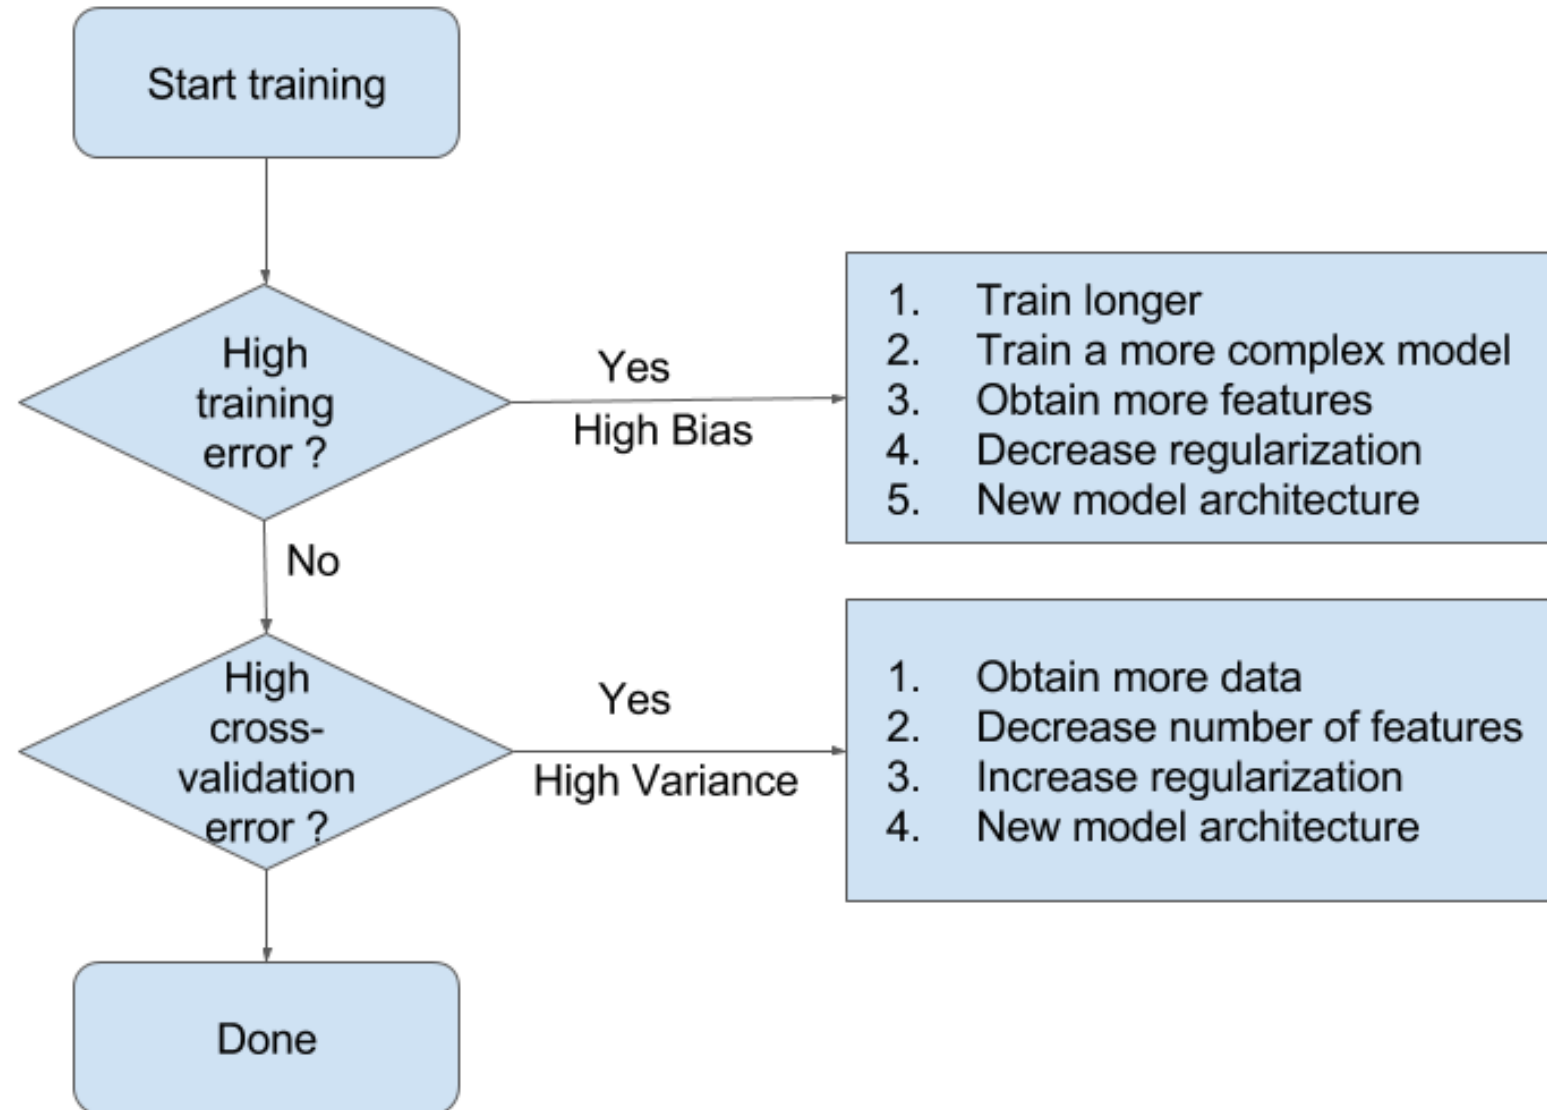 Start training
High
training
error ?
Yes
High Bias
1. Train longer
2. Train a more complex model
3. Obtain more features
4. Decrease regularization
5. New model architecture
No
High
cross-
validation
error ?
Yes
High Variance
1. Obtain more data
2. Decrease number of features
3. Increase regularization
4. New model architecture
Done